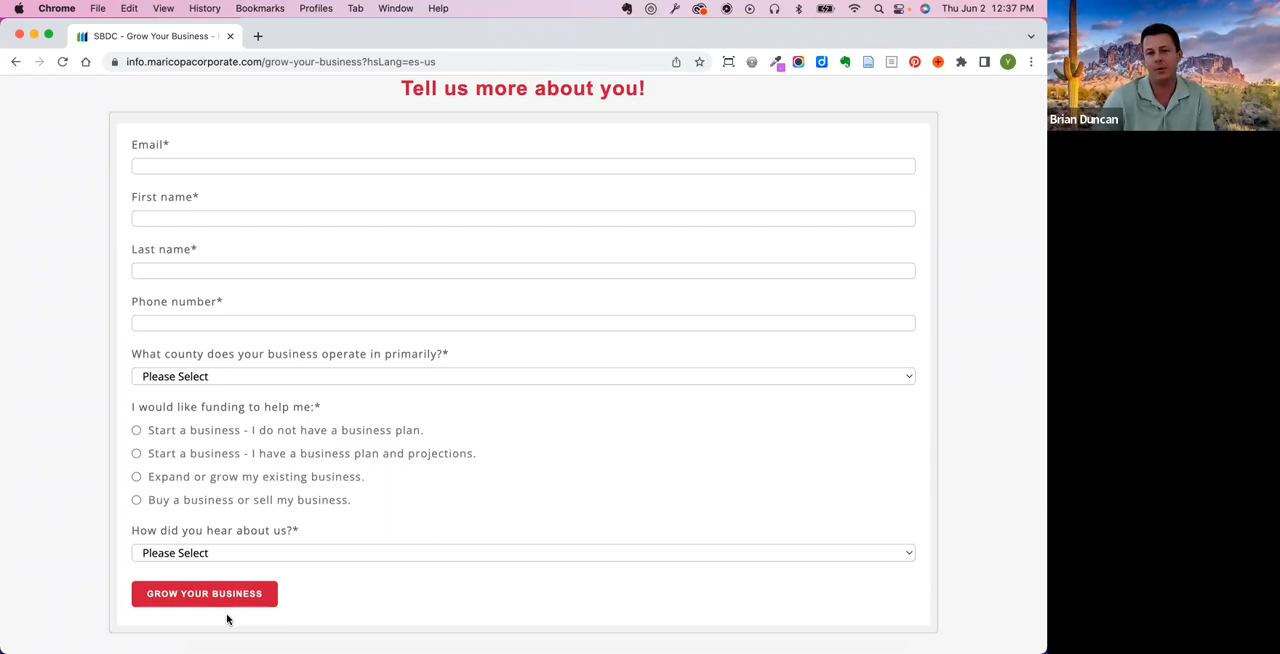 Chrome File Edit View History Bookmarks Profiles Tab Window Help Thu Jun 2 12:37 PM
SBDC - Grow Your Business -
info.maricopacorporate.com/grow-your-business?hsLang=es-us
Y
Brian Duncan
Tell us more about you!
Email*
First name*
Last name*
Phone number*
What county does your business operate in primarily?*
Please Select
I would like funding to help me:*
Start a business - I do not have a business plan.
Start a business - I have a business plan and projections.
Expand or grow my existing business.
Buy a business or sell my business.
How did you hear about us?*
Please Select
GROW YOUR BUSINESS